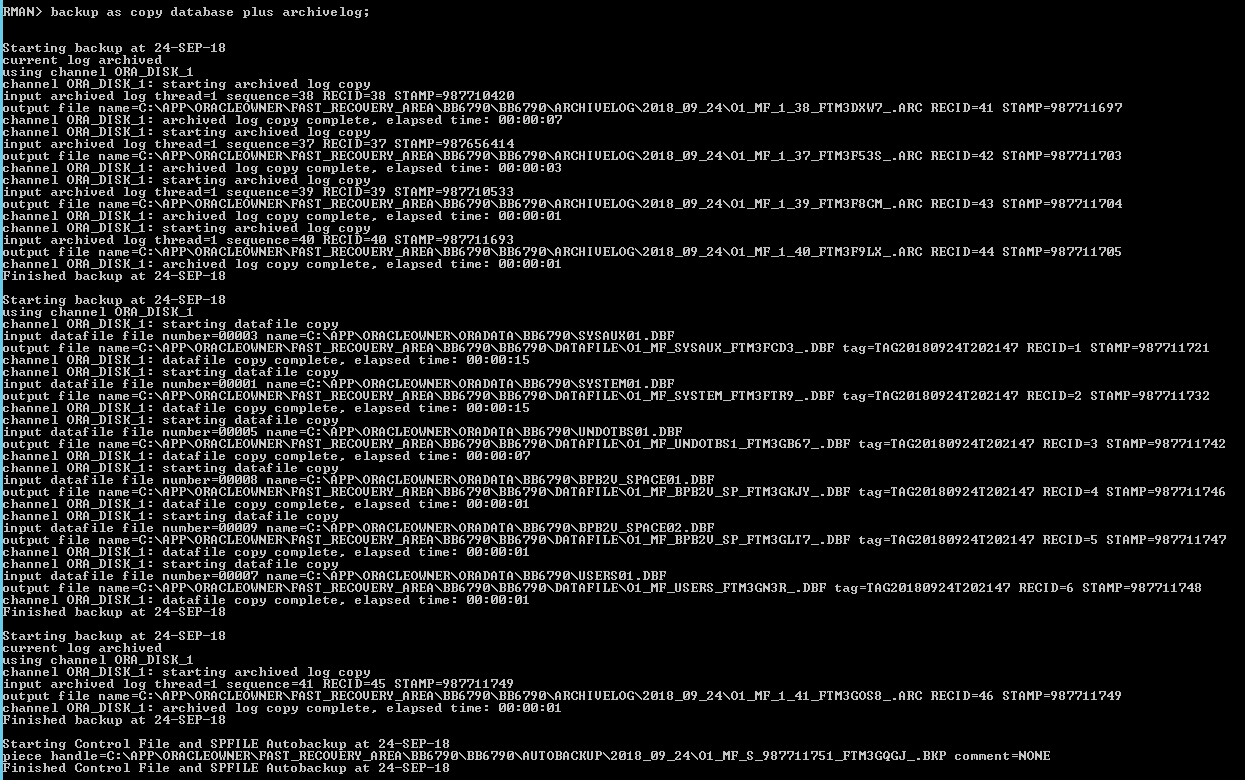 RMAN> backup as copy database plus archivelog;
Starting backup at 24-SEP-18
current log archived
using channel ORA_DISK_1
channel ORA_DISK_1: starting archived log copy
input archived log thread=1 sequence=38 RECID=38 STAMP=987710420
output file name=C:\APP\ORACLEOWNER\FAST_RECOVERY_AREA\BB6790\BB6790\ARCHIVELOG\2018_09_24\O1_MF_1_38_FTM3DXW7_.ARC RECID=41 STAMP=987711697
channel ORA_DISK_1: archived log copy complete, elapsed time: 00:00:07
channel ORA_DISK_1: starting archived log copy
input archived log thread=1 sequence=37 RECID=37 STAMP=987656414
output file name=C:\APP\ORACLEOWNER\FAST_RECOVERY_AREA\BB6790\BB6790\ARCHIVELOG\2018_09_24\O1_MF_1_37_FTM3F53S_.ARC RECID=42 STAMP=987711703
channel ORA_DISK_1: archived log copy complete, elapsed time: 00:00:03
channel ORA_DISK_1: starting archived log copy
input archived log thread=1 sequence=39 RECID=39 STAMP=987710533
output file name=C:\APP\ORACLEOWNER\FAST_RECOVERY_AREA\BB6790\BB6790\ARCHIVELOG\2018_09_24\O1_MF_1_39_FTM3F8CM_.ARC RECID=43 STAMP=987711704
channel ORA_DISK_1: archived log copy complete, elapsed time: 00:00:01
channel ORA_DISK_1: starting archived log copy
input archived log thread=1 sequence=40 RECID=40 STAMP=987711693
output file name=C:\APP\ORACLEOWNER\FAST_RECOVERY_AREA\BB6790\BB6790\ARCHIVELOG\2018_09_24\O1_MF_1_40_FTM3F9LX_.ARC RECID=44 STAMP=987711705
channel ORA_DISK_1: archived log copy complete, elapsed time: 00:00:01
Finished backup at 24-SEP-18
Starting backup at 24-SEP-18
using channel ORA_DISK_1
channel ORA_DISK_1: starting datafile copy
input datafile file number=00003 name=C:\APP\ORACLEOWNER\ORADATA\BB6790\SYSAUX01.DBF
output file name=C:\APP\ORACLEOWNER\FAST_RECOVERY_AREA\BB6790\BB6790\DATAFILE\O1_MF_SYSAUX_FTM3FCD3_.DBF tag=TAG20180924T202147 RECID=1 STAMP=987711721
channel ORA_DISK_1: datafile copy complete, elapsed time: 00:00:15
channel ORA_DISK_1: starting datafile copy
input datafile file number=00001 name=C:\APP\ORACLEOWNER\ORADATA\BB6790\SYSTEM01.DBF
output file name=C:\APP\ORACLEOWNER\FAST_RECOVERY_AREA\BB6790\BB6790\DATAFILE\O1_MF_SYSTEM_FTM3FTR9_.DBF tag=TAG20180924T202147 RECID=2 STAMP=987711732
channel ORA_DISK_1: datafile copy complete, elapsed time: 00:00:15
channel ORA_DISK_1: starting datafile copy
input datafile file number=00005 name=C:\APP\ORACLEOWNER\ORADATA\BB6790\UNDOTBS01.DBF
output file name=C:\APP\ORACLEOWNER\FAST_RECOVERY_AREA\BB6790\BB6790\DATAFILE\O1_MF_UNDOTBS1_FTM3GB67_.DBF tag=TAG20180924T202147 RECID=3 STAMP=987711742
channel ORA_DISK_1: datafile copy complete, elapsed time: 00:00:07
channel ORA_DISK_1: starting datafile copy
input datafile file number=00008 name=C:\APP\ORACLEOWNER\ORADATA\BB6790\BPB2V_SPACE01.DBF
output file name=C:\APP\ORACLEOWNER\FAST_RECOVERY_AREA\BB6790\BB6790\DATAFILE\O1_MF_BPB2V_SP_FTM3GKJY_.DBF tag=TAG20180924T202147 RECID=4 STAMP=987711746
channel ORA_DISK_1: datafile copy complete, elapsed time: 00:00:01
channel ORA_DISK_1: starting datafile copy
input datafile file number=00009 name=C:\APP\ORACLEOWNER\ORADATA\BB6790\BPB2V_SPACE02.DBF
output file name=C:\APP\ORACLEOWNER\FAST_RECOVERY_AREA\BB6790\BB6790\DATAFILE\O1_MF_BPB2V_SP_FTM3GLT7_.DBF tag=TAG20180924T202147 RECID=5 STAMP=987711747
channel ORA_DISK_1: datafile copy complete, elapsed time: 00:00:01
channel ORA_DISK_1: starting datafile copy
input datafile file number=00007 name=C:\APP\ORACLEOWNER\ORADATA\BB6790\USERS01.DBF
output file name=C:\APP\ORACLEOWNER\FAST_RECOVERY_AREA\BB6790\BB6790\DATAFILE\O1_MF_USERS_FTM3GN3R_.DBF tag=TAG20180924T202147 RECID=6 STAMP=987711748
channel ORA_DISK_1: datafile copy complete, elapsed time: 00:00:01
Finished backup at 24-SEP-18
Starting backup at 24-SEP-18
current log archived
using channel ORA_DISK_1
channel ORA_DISK_1: starting archived log copy
input archived log thread=1 sequence=41 RECID=45 STAMP=987711749
output file name=C:\APP\ORACLEOWNER\FAST_RECOVERY_AREA\BB6790\BB6790\ARCHIVELOG\2018_09_24\O1_MF_1_41_FTM3GOS8_.ARC RECID=46 STAMP=987711749
channel ORA_DISK_1: archived log copy complete, elapsed time: 00:00:01
Finished backup at 24-SEP-18
Starting Control File and SPFILE Autobackup at 24-SEP-18
piece handle=C:\APP\ORACLEOWNER\FAST_RECOVERY_AREA\BB6790\BB6790\AUTOBACKUP\2018_09_24\O1_MF_S_987711751_FTM3GQGJ_.BKP comment=NONE
Finished Control File and SPFILE Autobackup at 24-SEP-18